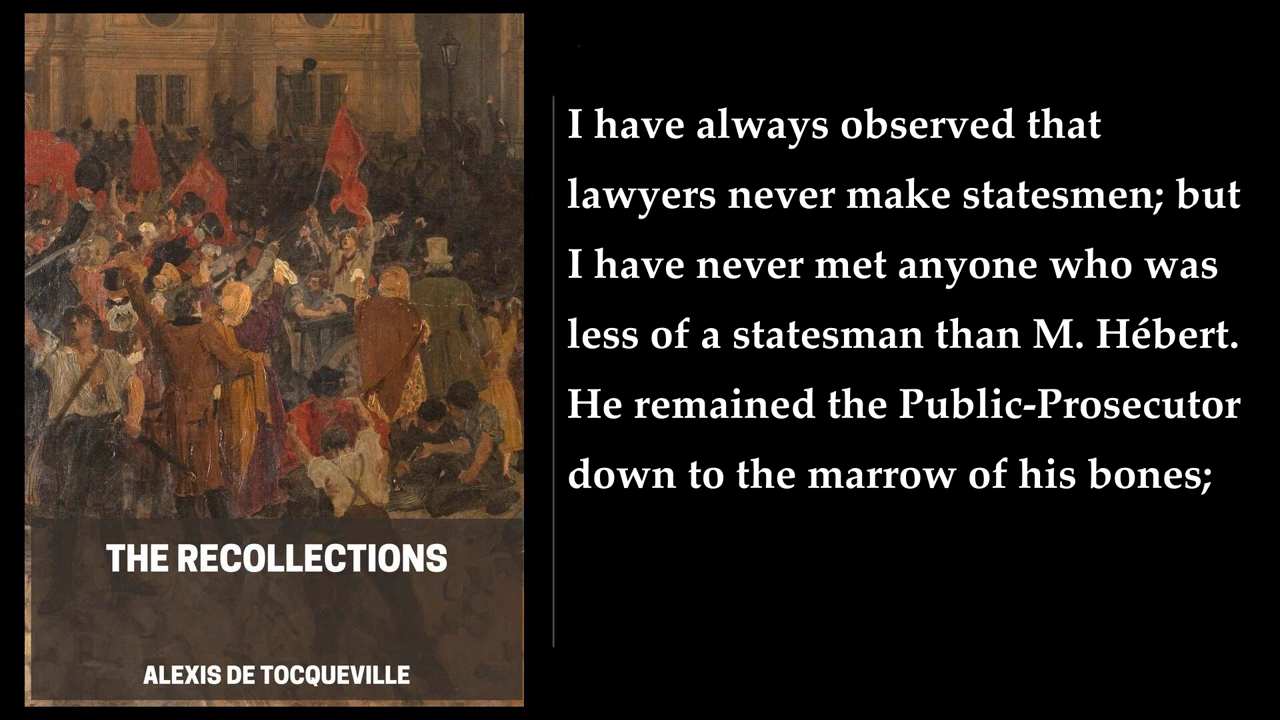 THE RECOLLECTIONS
ALEXIS DE TOCQUEVILLE
I have always observed that
lawyers never make statesmen; but
I have never met anyone who was
less of a statesman than M. Hébert.
He remained the Public-Prosecutor
down to the marrow of his bones;